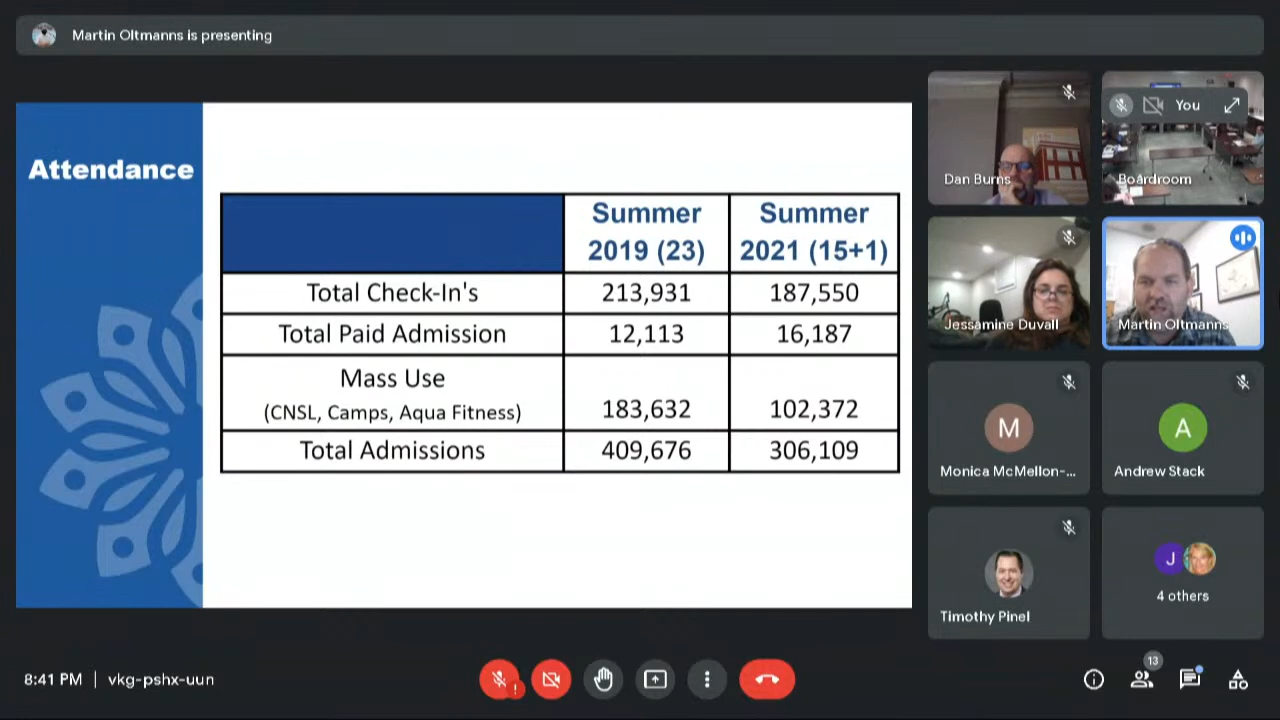 Martin Oltmanns is presenting
Attendance
Summer 2019 (23)
Summer 2021 (15+1)
Total Check-In's 213,931 187,550
Total Paid Admission 12,113 16,187
Mass Use
(CNSL, Camps, Aqua Fitness) 183,632 102,372
Total Admissions 409,676 306,109
Dan Burns
You
Boardroom
Jessamine Duvall
Martin Oltmanns
M
Monica McMellon-...
A
Andrew Stack
Timothy Pinel
J
4 others
8:41 PM | vkg-pshx-uun
!
13